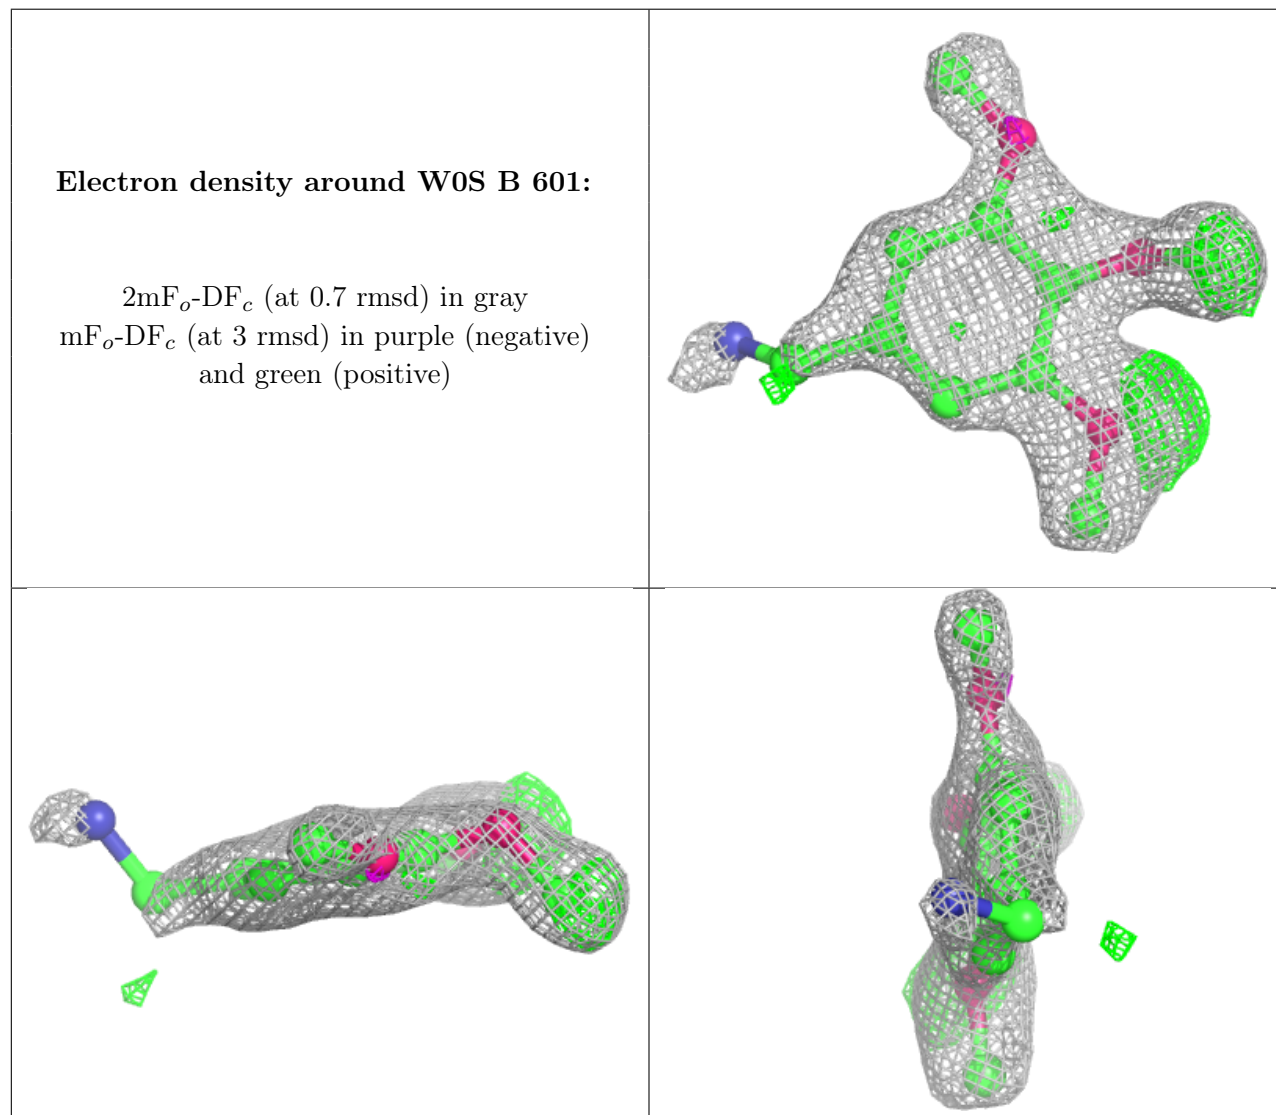 Electron density around W0S B 601:
2mFₒ-DF𝑐 (at 0.7 rmsd) in gray
mFₒ-DF𝑐 (at 3 rmsd) in purple (negative)
and green (positive)